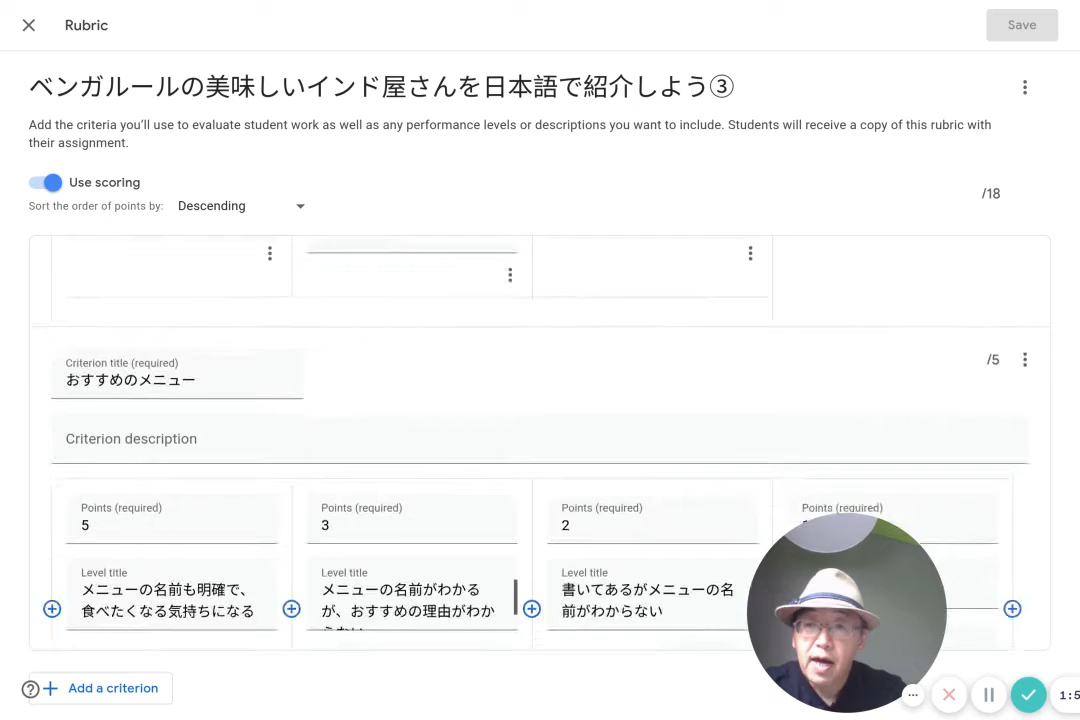 Rubric
Save
ベンガルールの美味しいインド屋さんを日本語で紹介しよう③
Add the criteria you'll use to evaluate student work as well as any performance levels or descriptions you want to include. Students will receive a copy of this rubric with
their assignment.
Use scoring
/18
Sort the order of points by: Descending
Criterion title (required)
/5
おすすめのメニュー
Criterion description
Points (required) Points (required) Points (required) Points (required)
5 3 2
Level title Level title Level title
メニューの名前も明確で、 メニューの名前がわかる 書いてあるがメニューの名
食べたくなる気持ちになる が、おすすめの理由がわか 前がわからない
Add a criterion